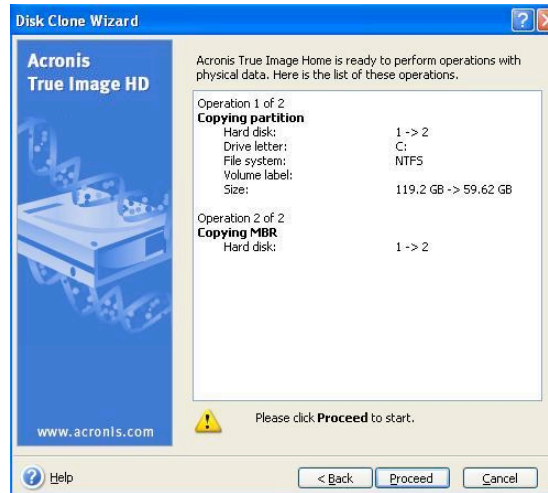 Disk Clone Wizard
Acronis
True Image HD
Acronis True Image Home is ready to perform operations with
physical data. Here is the list of these operations.
Operation 1 of 2
Copying partition
Hard disk: 1 -> 2
Drive letter: C:
File system: NTFS
Volume label:
Size: 119.2 GB -> 59.62 GB
Operation 2 of 2
Copying MBR
Hard disk: 1 -> 2
www.acronis.com
Please click Proceed to start.
Help
< Back
Proceed
Cancel